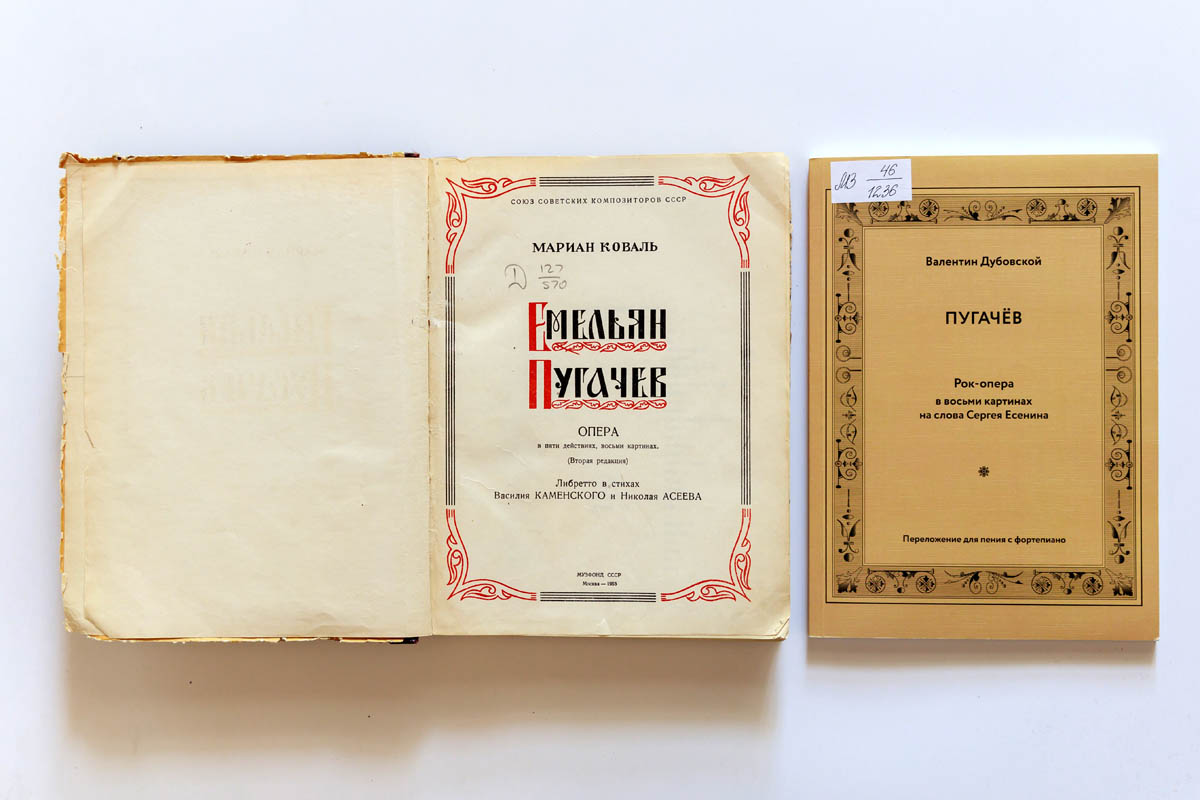 СОЮЗ СОВЕТСКИХ КОМПОЗИТОРОВ СССР
МАРИАН КОВАЛЬ
Д 127
570
ЕМЕЛЬЯН
ПУГАЧЕВ
ОПЕРА
в пяти действиях, восьми картинах.
(Вторая редакция)
Либретто в стихах
Василия КАМЕНСКОГО и Николая АСЕЕВА
МУЗФОНД СССР
Москва — 1955
МЗ 46
1236
Валентин Дубовской
ПУГАЧЁВ
Рок-опера
в восьми картинах
на слова Сергея Есенина
Переложение для пения с фортепиано